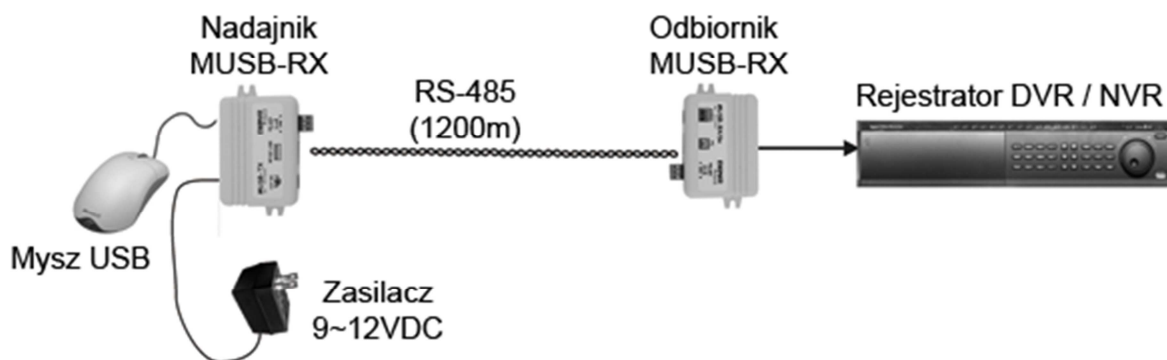 Nadajnik
MUSB-RX
Odbiornik
MUSB-RX
RS-485
(1200m)
Rejestrator DVR / NVR
Mysz USB
Zasilacz
9~12VDC